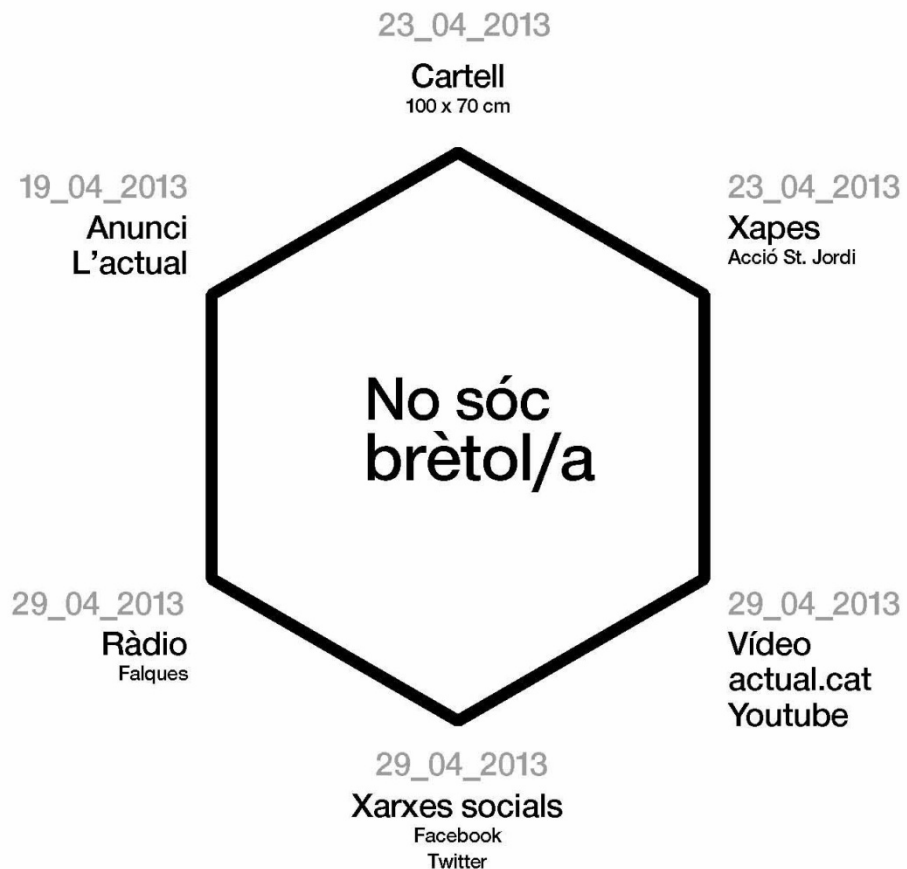 23_04_2013
Cartell
100 x 70 cm
19_04_2013
Anunci
L'actual
23_04_2013
Xapes
Acció St. Jordi
No sóc
brètol/a
29_04_2013
Ràdio
Falques
29_04_2013
Vídeo
actual.cat
Youtube
29_04_2013
Xarxes socials
Facebook
Twitter